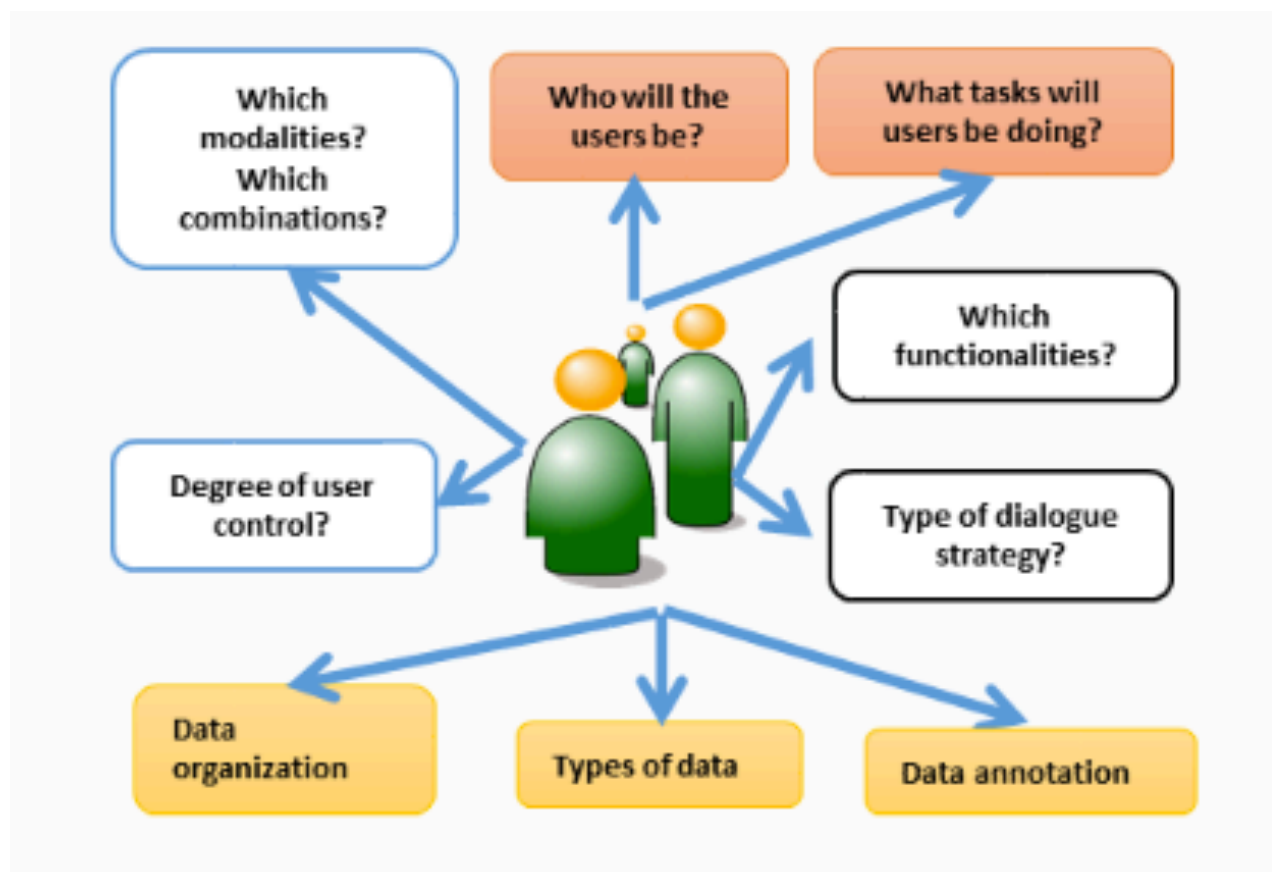 Which
modalities?
Which
combinations?
Who will the
users be?
What tasks will
users be doing?
Which
functionalities?
Degree of user
control?
Type of dialogue
strategy?
Data
organization
Types of data
Data annotation